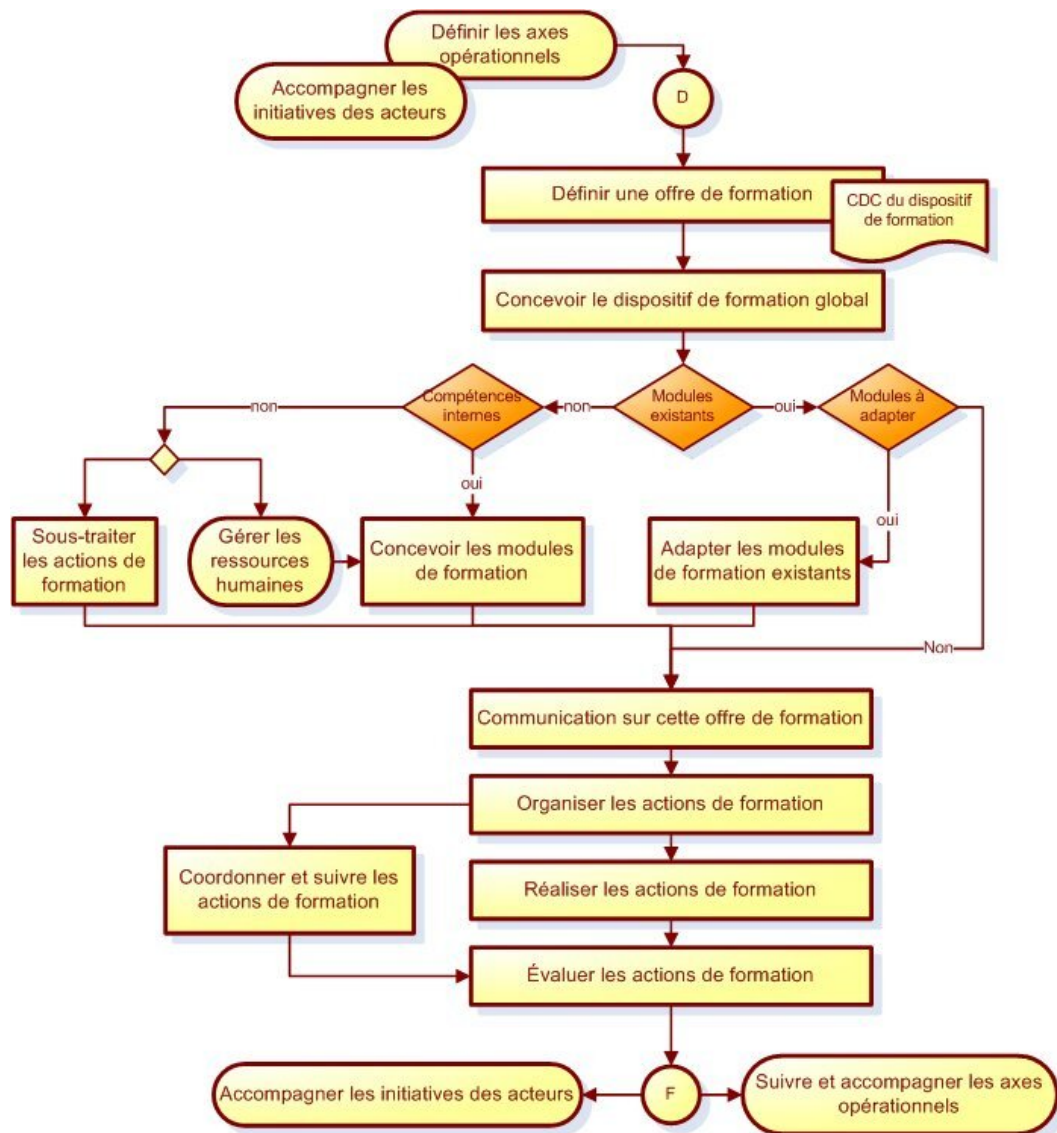 Définir les axes
opérationnels
Accompagner les
initiatives des acteurs
D
Définir une offre de formation
CDC du dispositif
de formation
Concevoir le dispositif de formation global
Compétences
internes
Modules
existants
Modules à
adapter
non
non
oui
oui
oui
Sous-traiter
les actions de
formation
Gérer les
ressources
humaines
Concevoir les modules
de formation
Adapter les modules
de formation existants
Non
Communication sur cette offre de formation
Organiser les actions de formation
Coordonner et suivre les
actions de formation
Réaliser les actions de formation
Évaluer les actions de formation
Accompagner les initiatives des acteurs
F
Suivre et accompagner les axes
opérationnels